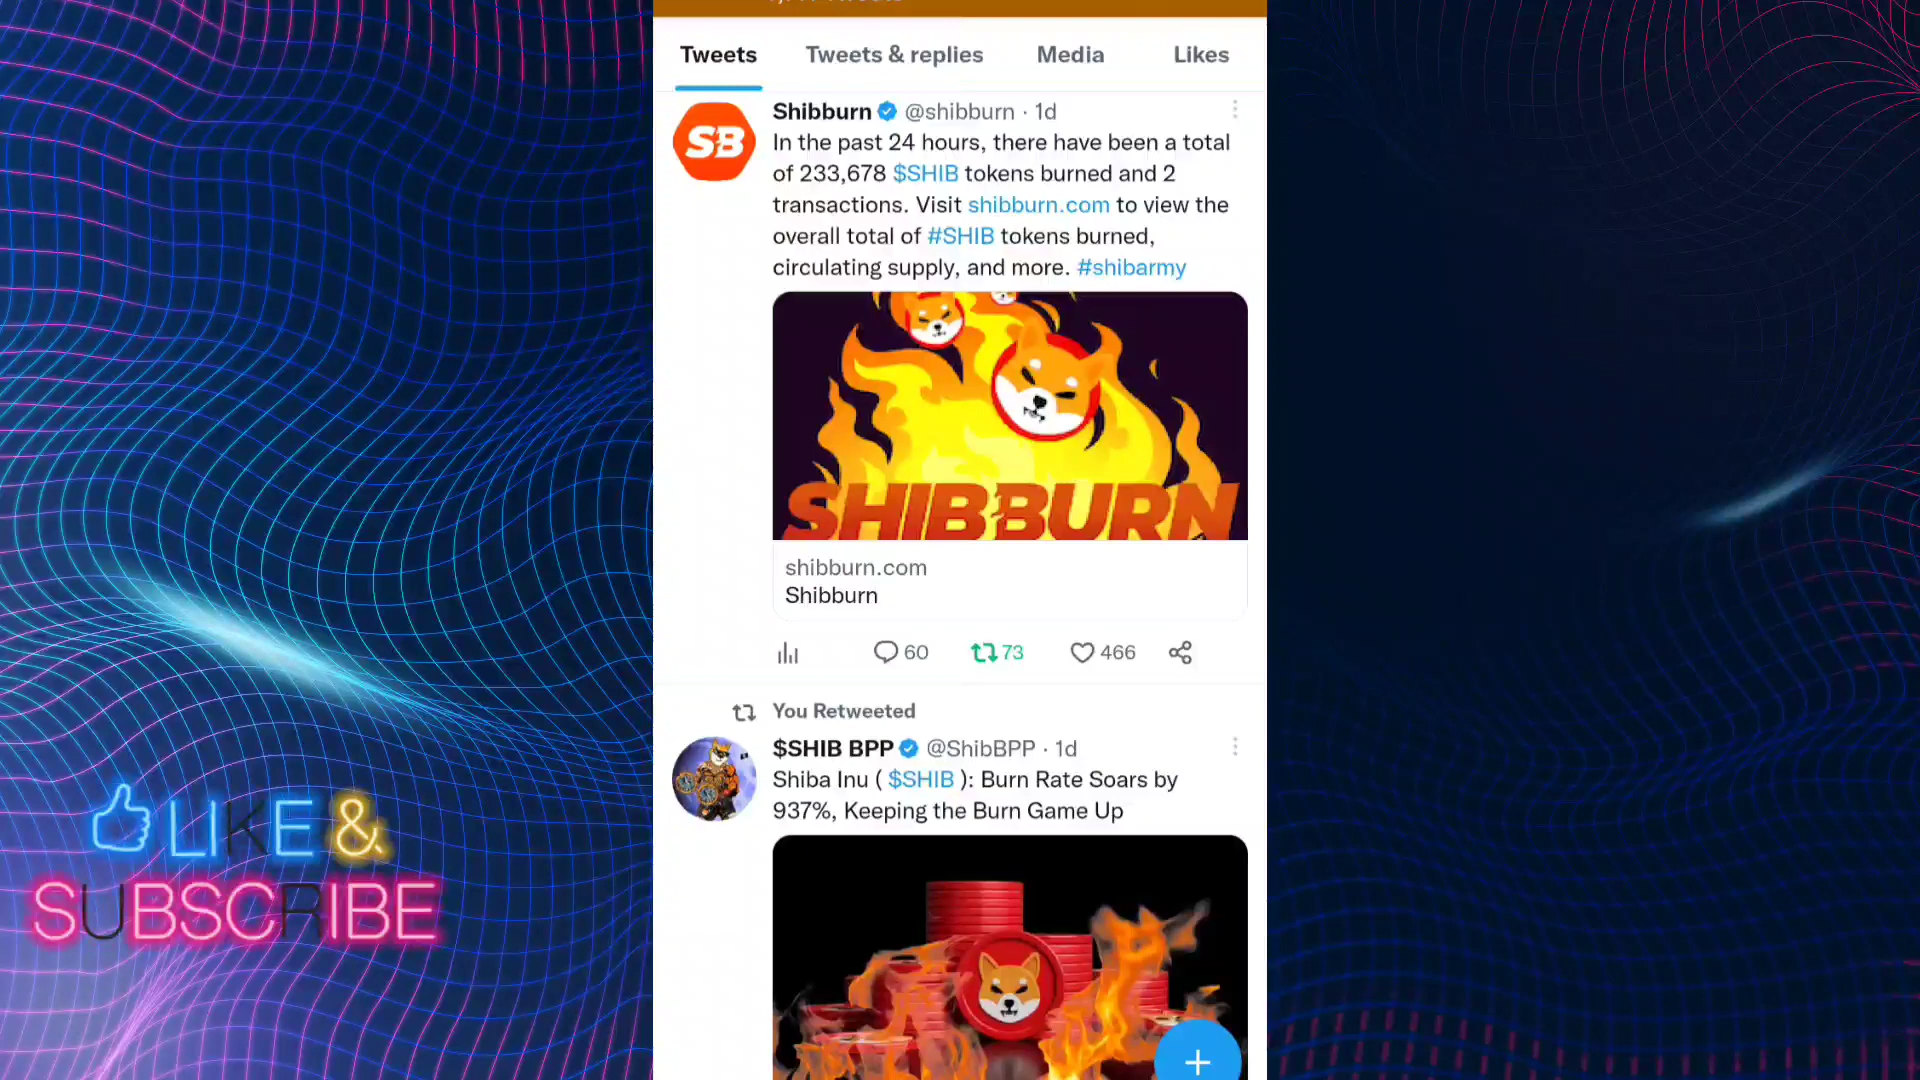 Tweets Tweets & replies Media Likes
SB
Shibburn @shibburn · 1d
In the past 24 hours, there have been a total
of 233,678 $SHIB tokens burned and 2
transactions. Visit shibburn.com to view the
overall total of #SHIB tokens burned,
circulating supply, and more. #shibarmy
SHIBBURN
shibburn.com
Shibburn
60 73 466
You Retweeted
$SHIB BPP @ShibBPP · 1d
Shiba Inu ( $SHIB ): Burn Rate Soars by
937%, Keeping the Burn Game Up
LIKE &
SUBSCRIBE